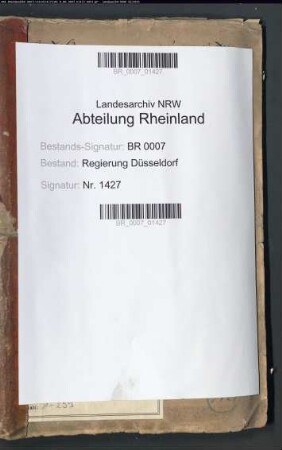 BR_0007_01427
Landesarchiv NRW
Abteilung Rheinland
Bestands-Signatur: BR 0007
Bestand: Regierung Düsseldorf
Signatur: Nr. 1427
BR_0007_01427